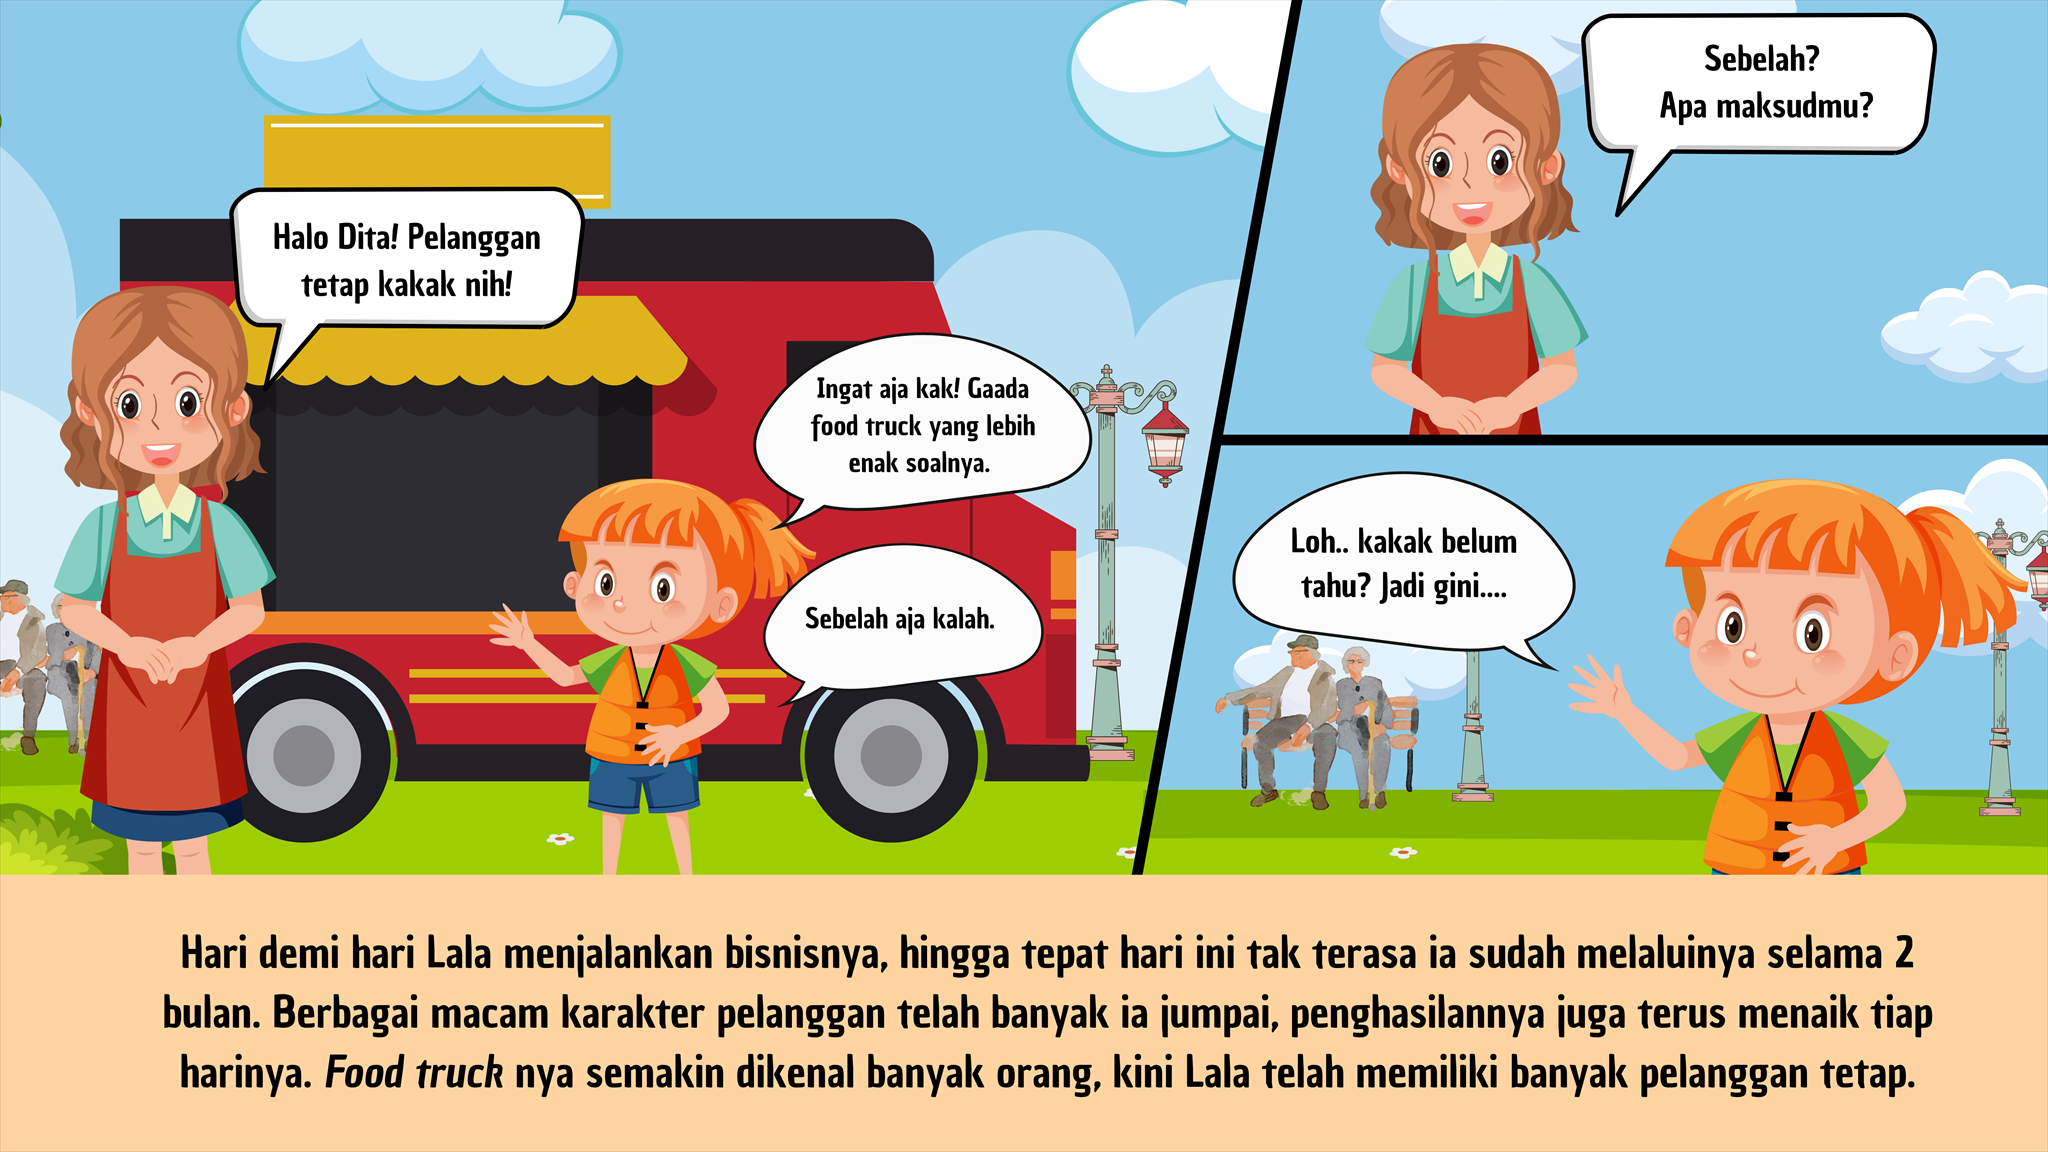 Halo Dita! Pelanggan
tetap kakak nih!
Ingat aja kak! Gaada
food truck yang lebih
enak soalnya.
Sebelah aja kalah.
Sebelah?
Apa maksudmu?
Loh.. kakak belum
tahu? Jadi gini....
Hari demi hari Lala menjalankan bisnisnya, hingga tepat hari ini tak terasa ia sudah melaluinya selama 2
bulan. Berbagai macam karakter pelanggan telah banyak ia jumpai, penghasilannya juga terus menaik tiap
harinya. Food truck nya semakin dikenal banyak orang, kini Lala telah memiliki banyak pelanggan tetap.